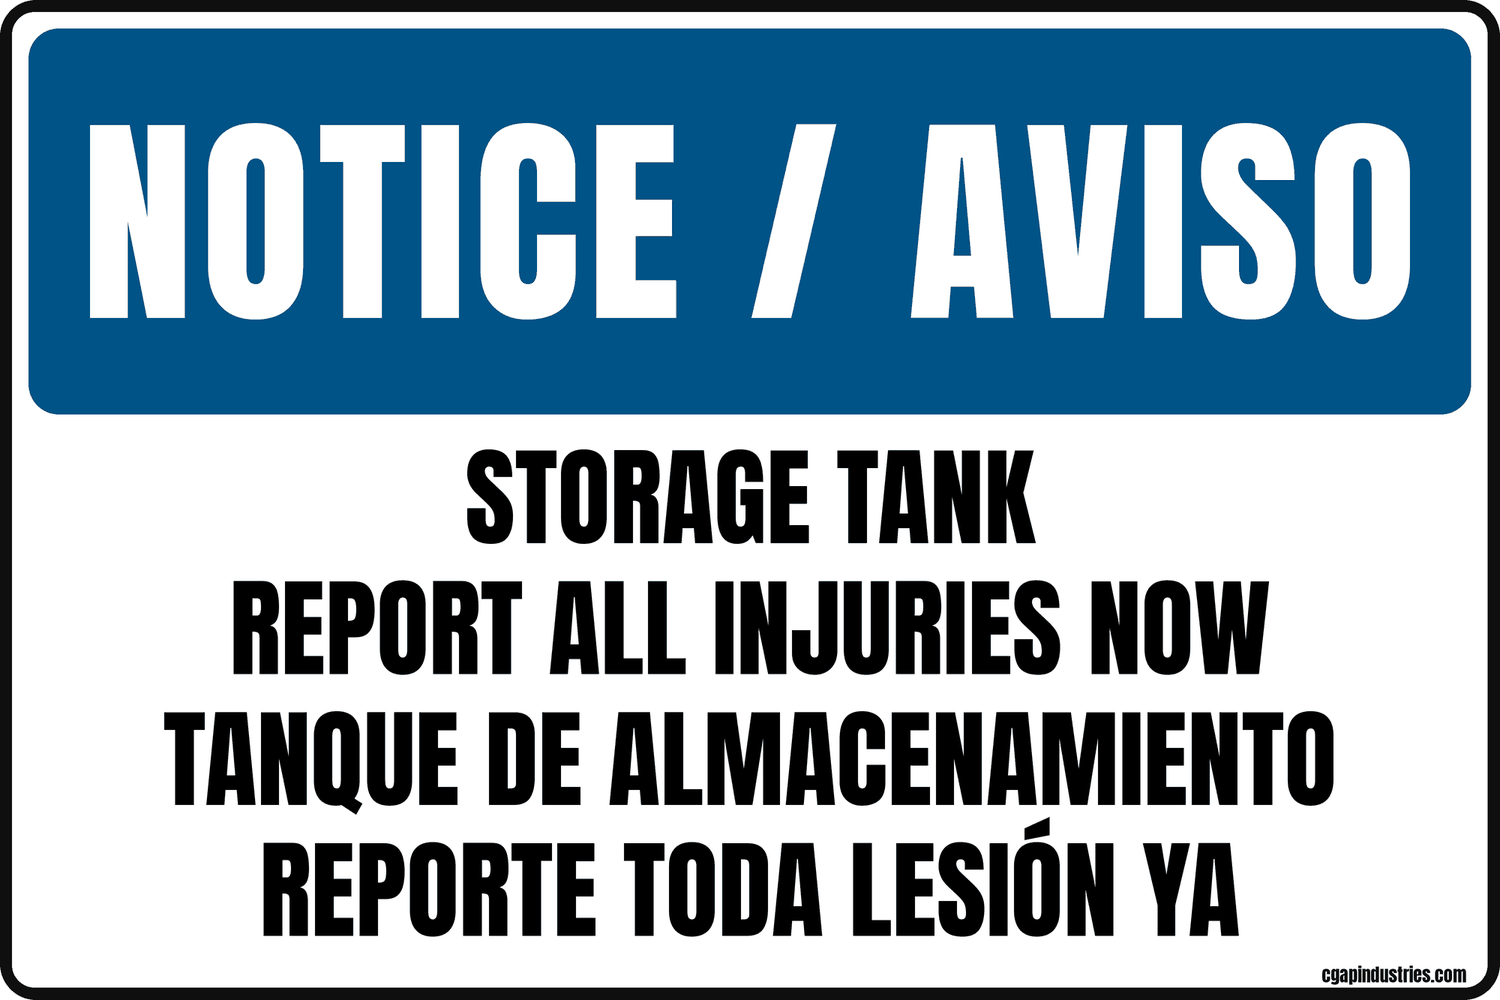 NOTICE / AVISO
STORAGE TANK
REPORT ALL INJURIES NOW
TANQUE DE ALMACENAMIENTO
REPORTE TODA LESIÓN YA
cgapindustries.com